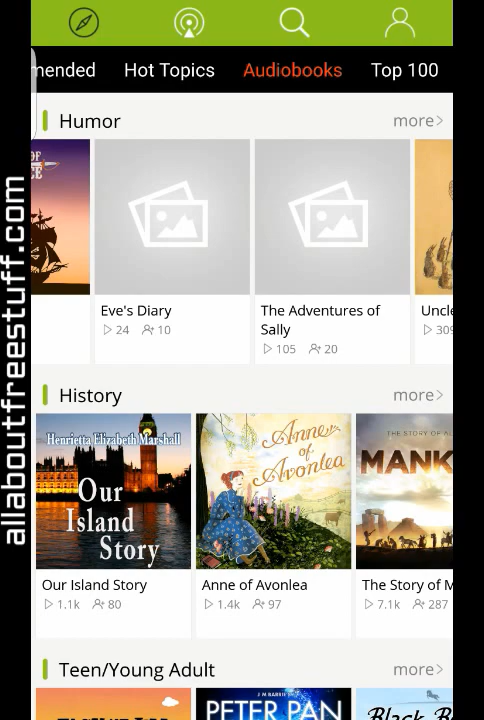 mended Hot Topics Audiobooks Top 100
Humor more>
OF
Eve's Diary
24 10
The Adventures of
Sally
105 20
Uncle
309
History more>
Henrietta Elizabeth Marshall
Our
Island
Story
Our Island Story
1.1k 80
Anne
of
Avonlea
Anne of Avonlea
1.4k 97
THE STORY OF
MANK
The Story of M
7.1k 287
Teen/Young Adult more>
J M BARRIE
PETER PAN
Black B
allaboutfreestuff.com